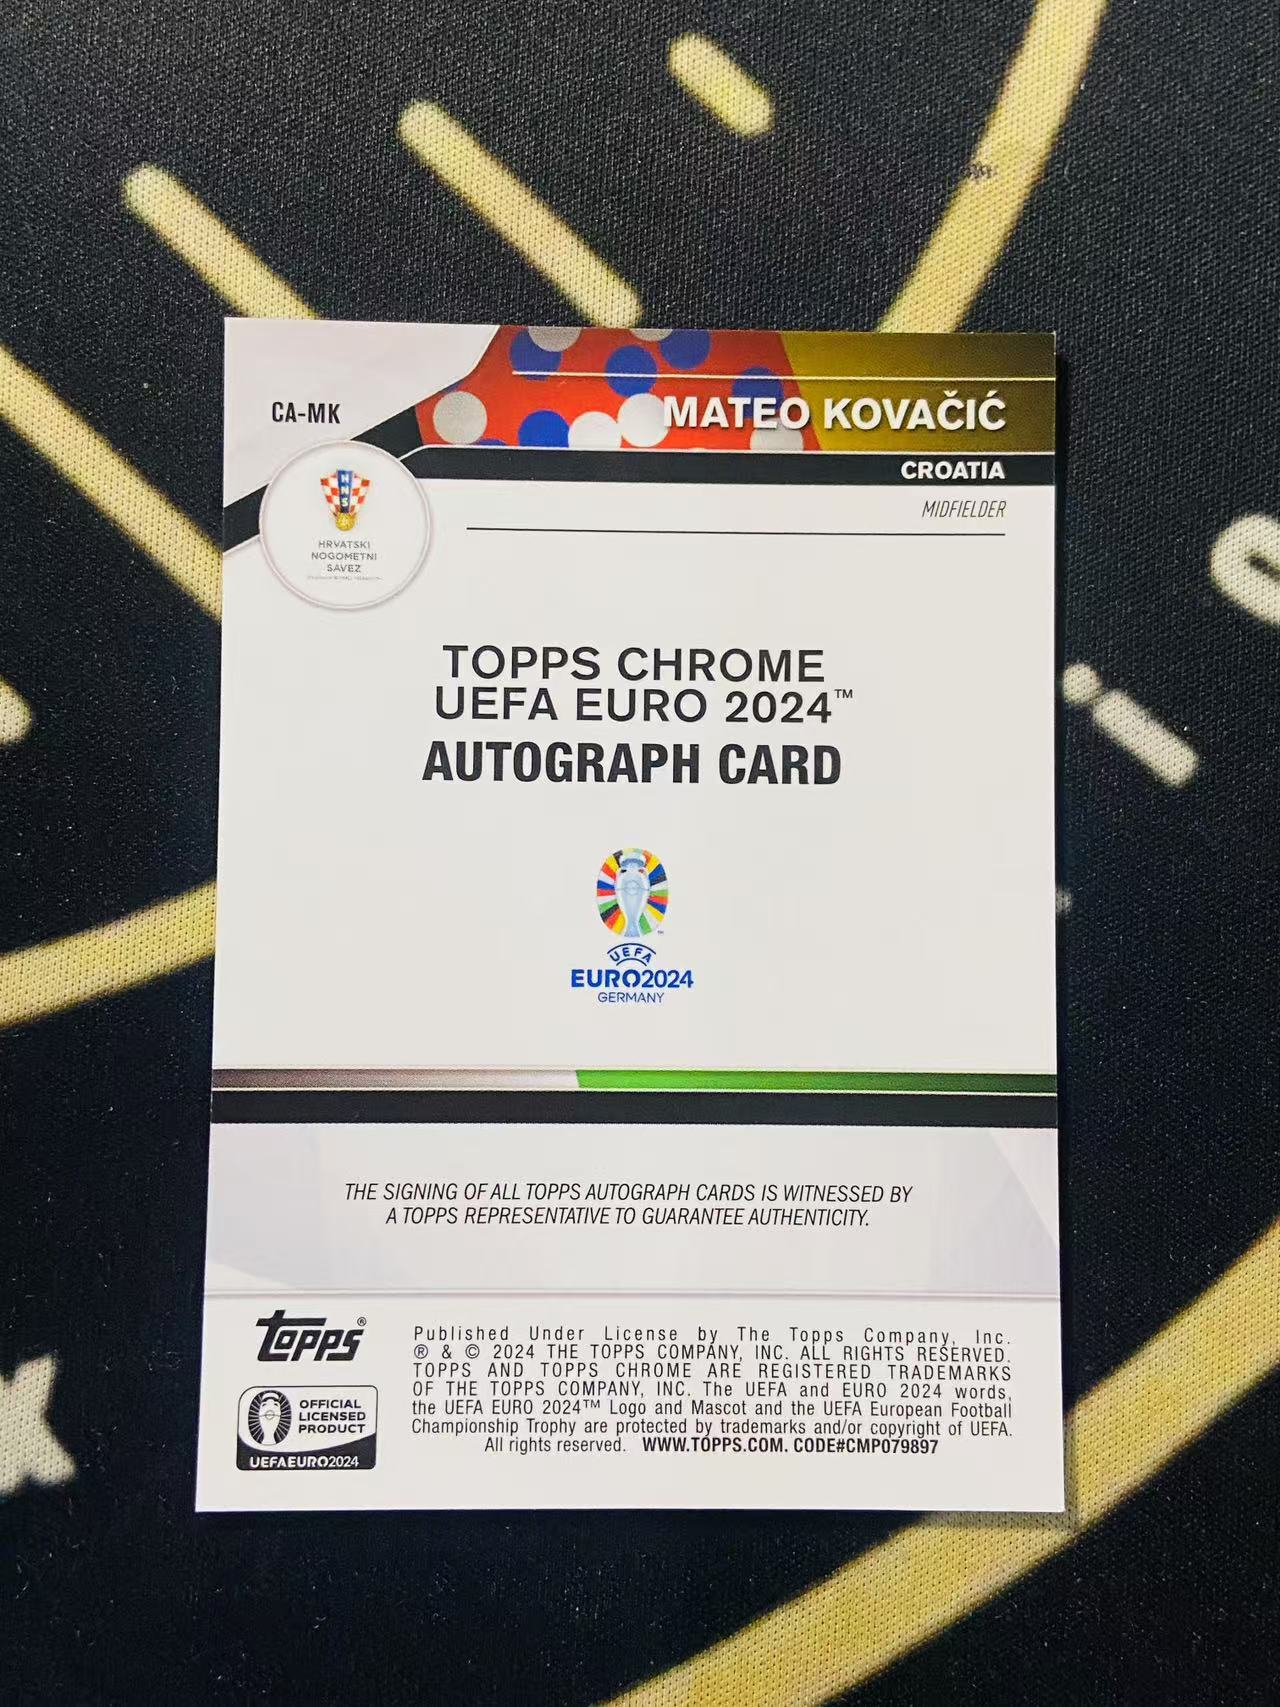 CA-MK
MATEO KOVAČIĆ
CROATIA
MIDFIELDER
HNS
HRVATSKI
NOGOMETNI
SAVEZ
TOPPS CHROME
UEFA EURO 2024™
AUTOGRAPH CARD
UEFA
EURO2024
GERMANY
THE SIGNING OF ALL TOPPS AUTOGRAPH CARDS IS WITNESSED BY
A TOPPS REPRESENTATIVE TO GUARANTEE AUTHENTICITY.
topps®
OFFICIAL
LICENSED
PRODUCT
UEFAEURO2024
Published Under License by The Topps Company, Inc.
® & © 2024 THE TOPPS COMPANY, INC. ALL RIGHTS RESERVED.
TOPPS AND TOPPS CHROME ARE REGISTERED TRADEMARKS
OF THE TOPPS COMPANY, INC. The UEFA and EURO 2024 words,
the UEFA EURO 2024™ Logo and Mascot and the UEFA European Football
Championship Trophy are protected by trademarks and/or copyright of UEFA.
All rights reserved. WWW.TOPPS.COM. CODE#CMP079897